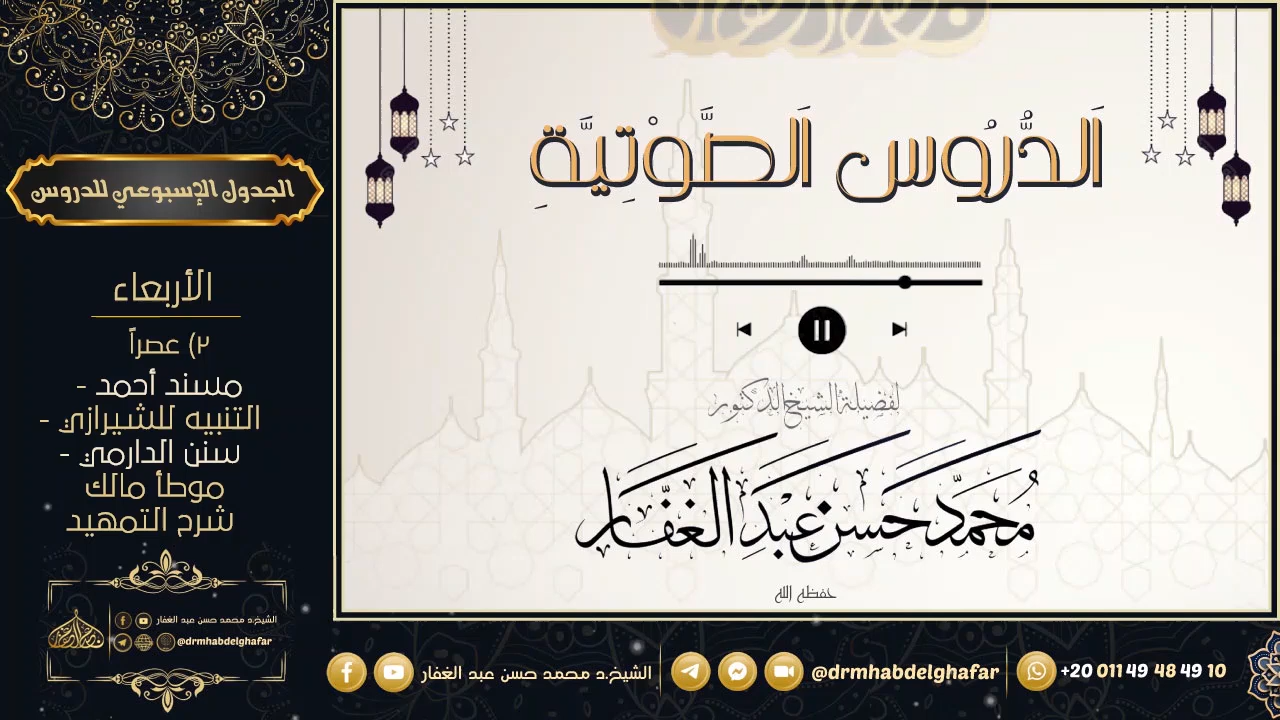 الجدول الإسبوعي للدروس
الأربعاء
٢) عصراً
مسند أحمد -
التنبيه للشيرازي -
سنن الدارمي -
موطأ مالك
شرح التمهيد
الشيخ.د محمد حسن عبد الغفار
@drmhabdelghafar
الدُّرُوس الصَّوْتِيَّةِ
لفضيلة الشيخ الدكتور
مُحَمَّد حَسَن عَبْدَ الغَفَّار
حفظه الله
الشيخ.د محمد حسن عبد الغفار
@drmhabdelghafar
+20 011 49 48 49 10